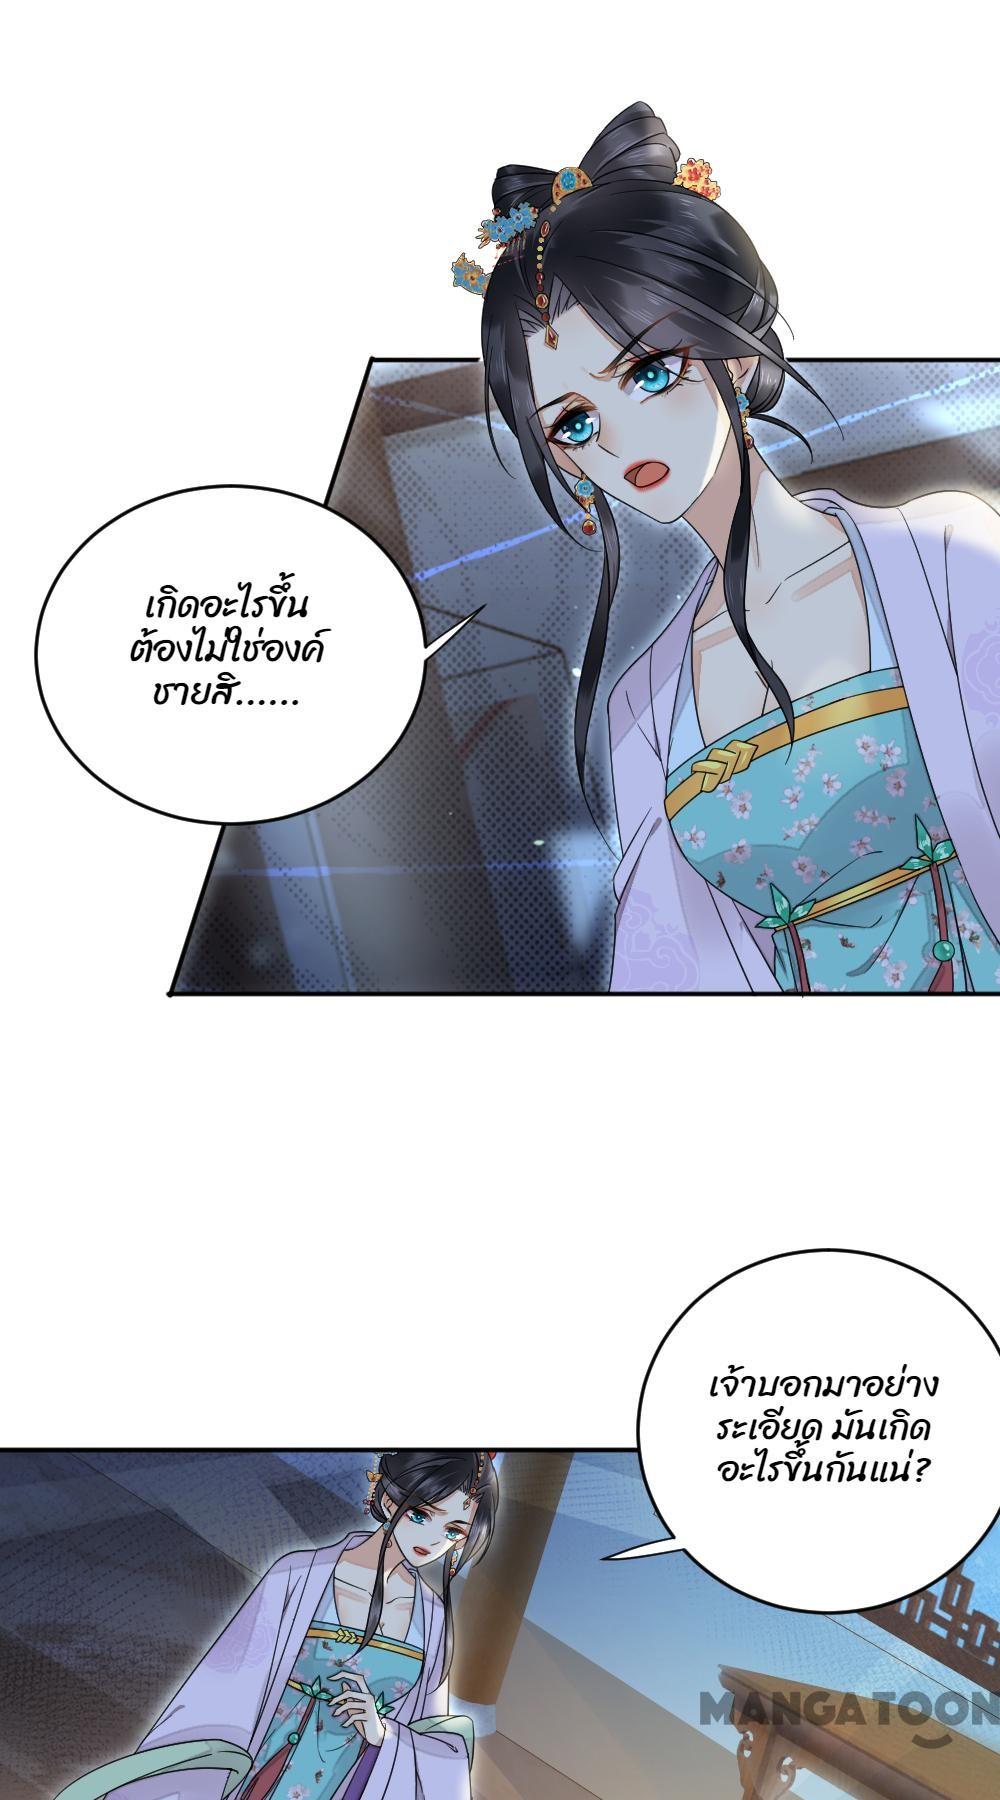 เกิดอะไรขึ้น
ต้องไม่ใช่องค์
ชายสิ......
เจ้าบอกมาอย่าง
ระเอียด มันเกิด
อะไรขึ้นกันแน่?
MANGATOON